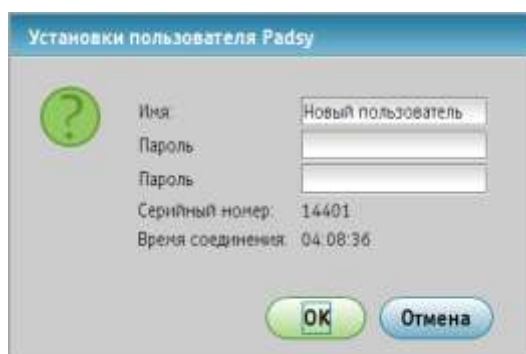 Установки пользователя Padsy
Имя: Новый пользователь
Пароль
Пароль
Серийный номер: 14401
Время соединения: 04:08:36
OK Отмена